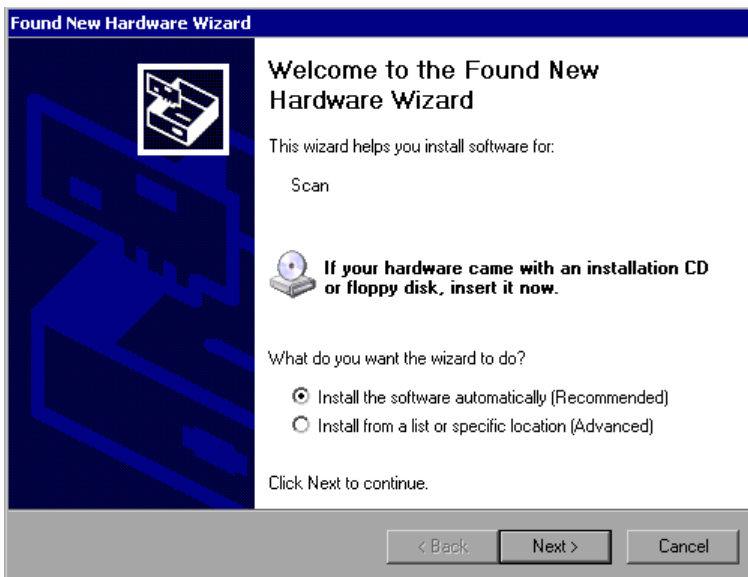 Found New Hardware Wizard
Welcome to the Found New
Hardware Wizard
This wizard helps you install software for:
Scan
If your hardware came with an installation CD
or floppy disk, insert it now.
What do you want the wizard to do?
Install the software automatically (Recommended)
Install from a list or specific location (Advanced)
Click Next to continue.
< Back Next > Cancel